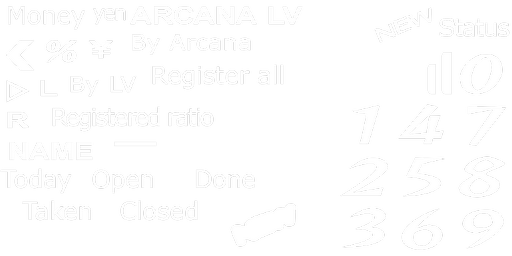 Money yen ARCANA LV
% ¥ By Arcana
L By LV Register all
R Registered ratio
NAME
Today Open Done
Taken Closed
NEW! Status
0
1 4 7
2 5 8
3 6 9